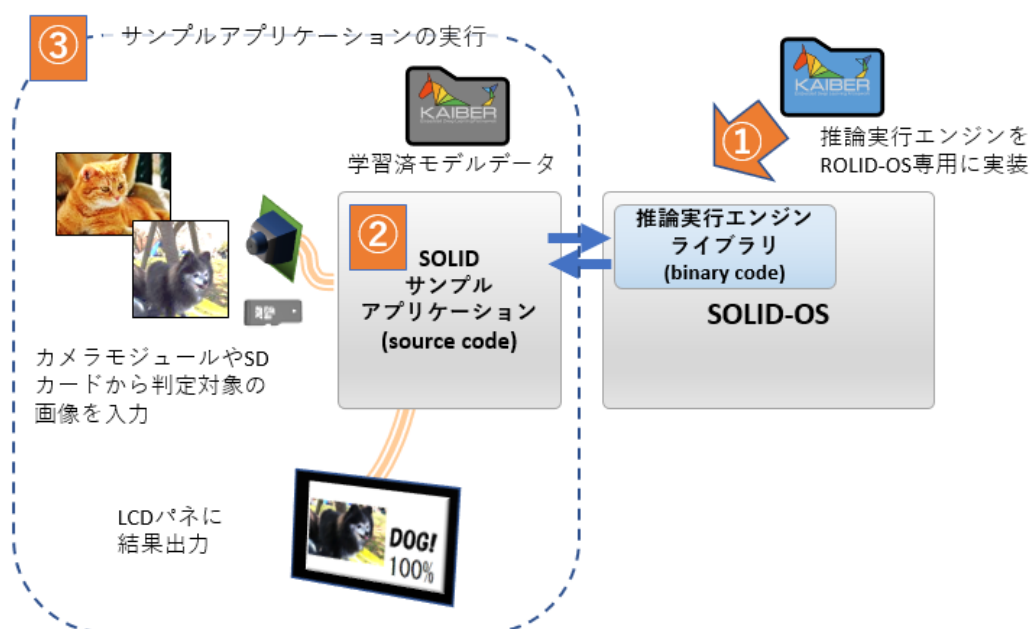 ③
サンプルアプリケーションの実行
KAIBER
学習済モデルデータ
KAIBER
①
推論実行エンジンを
ROLID-OS専用に実装
②
SOLID
サンプル
アプリケーション
(source code)
推論実行エンジン
ライブラリ
(binary code)
SOLID-OS
カメラモジュールやSD
カードから判定対象の
画像を入力
LCDパネに
結果出力
DOG!
100%